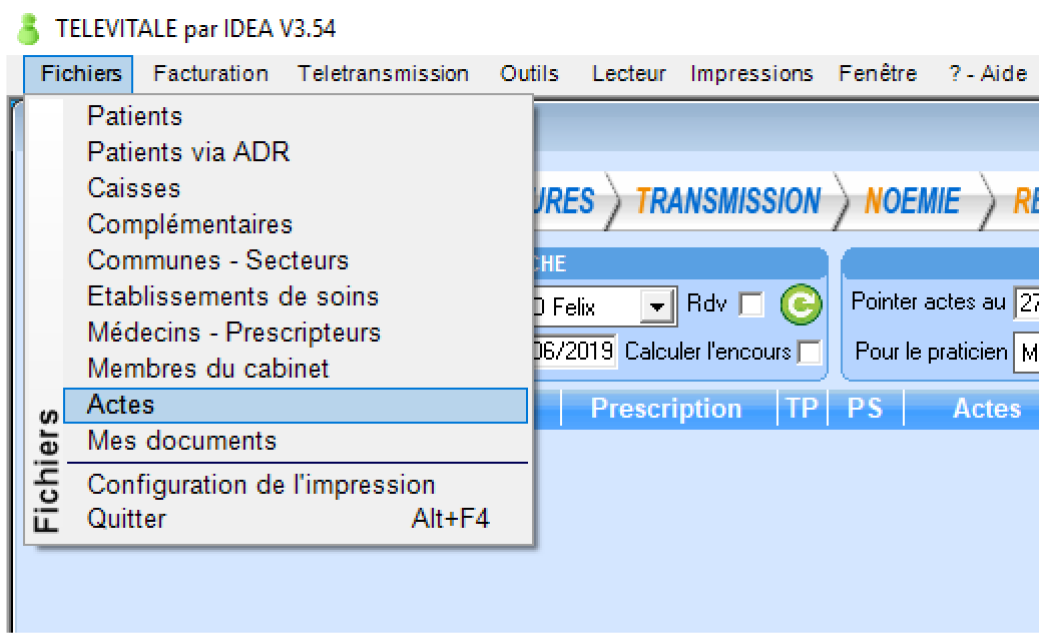 TELEVITALE par IDEA V3.54
Fichiers Facturation Teletransmission Outils Lecteur Impressions Fenêtre ? - Aide
Patients
Patients via ADR
Caisses
Complémentaires
Communes - Secteurs
Etablissements de soins
Médecins - Prescripteurs
Membres du cabinet
Actes
Mes documents
Configuration de l'impression
Quitter Alt+F4
Fichiers
TRANSMISSION NOEMIE
Felix Rdv Pointer actes au
06/2019 Calculer l'encours Pour le praticien
Prescription TP PS Actes